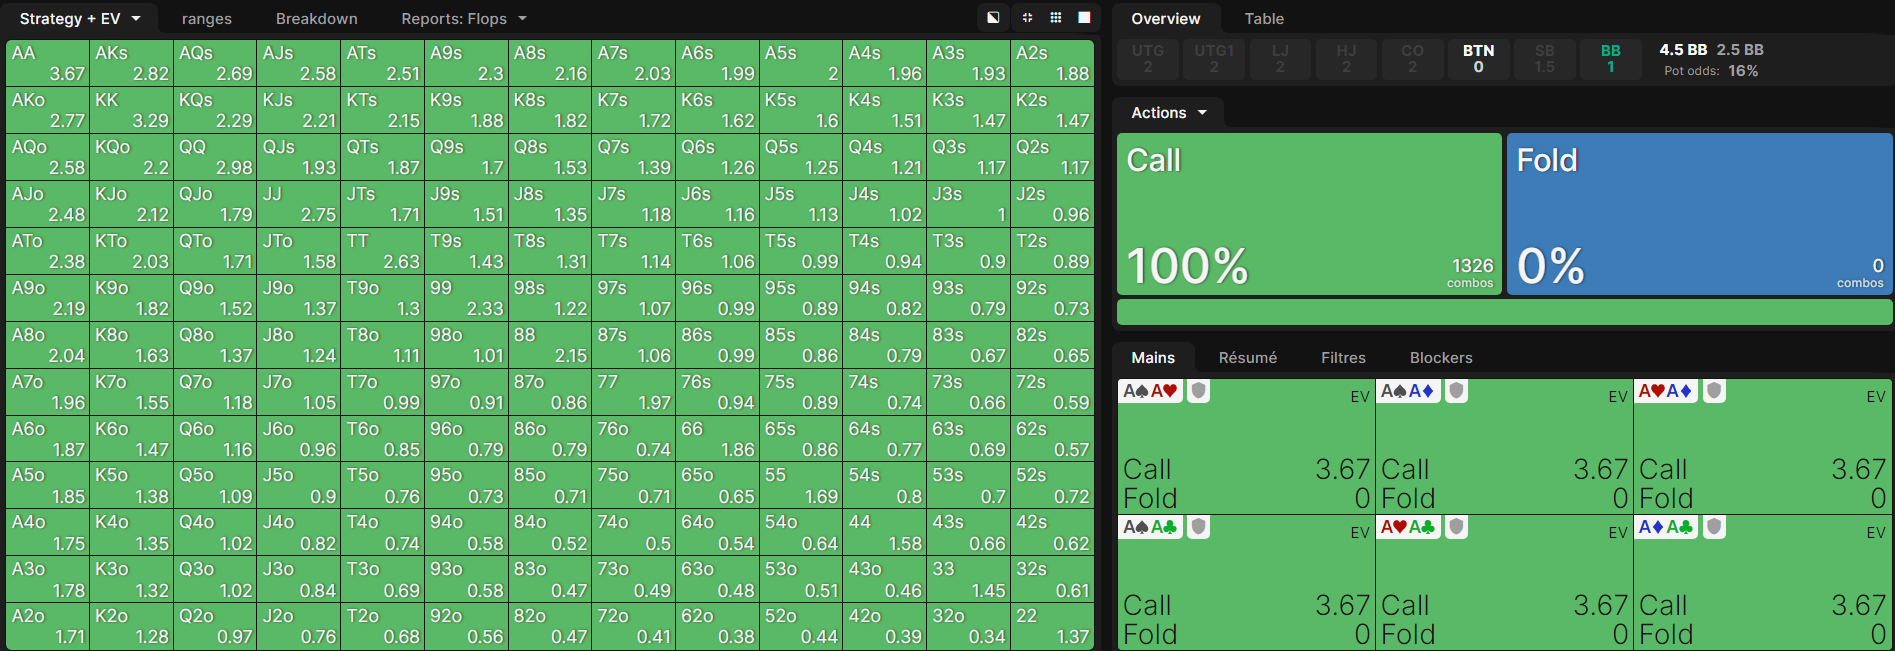 Strategy + EV ranges Breakdown Reports: Flops
AA AKs AQs AJs ATs A9s A8s A7s A6s A5s A4s A3s A2s
3.67 2.82 2.69 2.58 2.51 2.3 2.16 2.03 1.99 2 1.96 1.93 1.88
AKo KK KQs KJs KTs K9s K8s K7s K6s K5s K4s K3s K2s
2.77 3.29 2.29 2.21 2.15 1.88 1.82 1.72 1.62 1.6 1.51 1.47 1.47
AQo KQo QQ QJs QTs Q9s Q8s Q7s Q6s Q5s Q4s Q3s Q2s
2.58 2.2 2.98 1.93 1.87 1.7 1.53 1.39 1.26 1.25 1.21 1.17 1.17
AJo KJo QJo JJ JTs J9s J8s J7s J6s J5s J4s J3s J2s
2.48 2.12 1.79 2.75 1.71 1.51 1.35 1.18 1.16 1.13 1.02 1 0.96
ATo KTo QTo JTo TT T9s T8s T7s T6s T5s T4s T3s T2s
2.38 2.03 1.71 1.58 2.63 1.43 1.31 1.14 1.06 0.99 0.94 0.9 0.89
A9o K9o Q9o J9o T9o 99 98s 97s 96s 95s 94s 93s 92s
2.19 1.82 1.52 1.37 1.3 2.33 1.22 1.07 0.99 0.89 0.82 0.79 0.73
A8o K8o Q8o J8o T8o 98o 88 87s 86s 85s 84s 83s 82s
2.04 1.63 1.37 1.24 1.11 1.01 2.15 1.06 0.99 0.86 0.79 0.67 0.65
A7o K7o Q7o J7o T7o 97o 87o 77 76s 75s 74s 73s 72s
1.96 1.55 1.18 1.05 0.99 0.91 0.86 1.97 0.94 0.89 0.74 0.66 0.59
A6o K6o Q6o J6o T6o 96o 86o 76o 66 65s 64s 63s 62s
1.87 1.47 1.16 0.96 0.85 0.79 0.79 0.74 1.86 0.86 0.77 0.69 0.57
A5o K5o Q5o J5o T5o 95o 85o 75o 65o 55 54s 53s 52s
1.85 1.38 1.09 0.9 0.76 0.73 0.71 0.71 0.65 1.69 0.8 0.7 0.72
A4o K4o Q4o J4o T4o 94o 84o 74o 64o 54o 44 43s 42s
1.75 1.35 1.02 0.82 0.74 0.58 0.52 0.5 0.54 0.64 1.58 0.66 0.62
A3o K3o Q3o J3o T3o 93o 83o 73o 63o 53o 43o 33 32s
1.78 1.32 1.02 0.84 0.69 0.58 0.47 0.49 0.48 0.51 0.46 1.45 0.61
A2o K2o Q2o J2o T2o 92o 82o 72o 62o 52o 42o 32o 22
1.71 1.28 0.97 0.76 0.68 0.56 0.47 0.41 0.38 0.44 0.39 0.34 1.37
Overview Table
UTG UTG1 LJ HJ CO BTN SB BB 4.5 BB 2.5 BB
2 2 2 2 2 0 1.5 1 Pot odds: 16%
Actions
Call Fold
100% 1326 combos 0% 0 combos
Mains Résumé Filtres Blockers
A♠A♥ EV A♠A♦ EV A♥A♦ EV
Call 3.67 Call 3.67 Call 3.67
Fold 0 Fold 0 Fold 0
A♠A♣ EV A♥A♣ EV A♦A♣ EV
Call 3.67 Call 3.67 Call 3.67
Fold 0 Fold 0 Fold 0